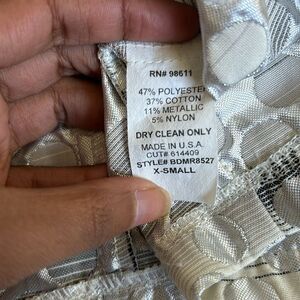 RN# 98611
47% POLYESTER
37% COTTON
11% METALLIC
5% NYLON
DRY CLEAN ONLY
MADE IN U.S.A.
CUT# 614409
STYLE# BDMR8527
X-SMALL